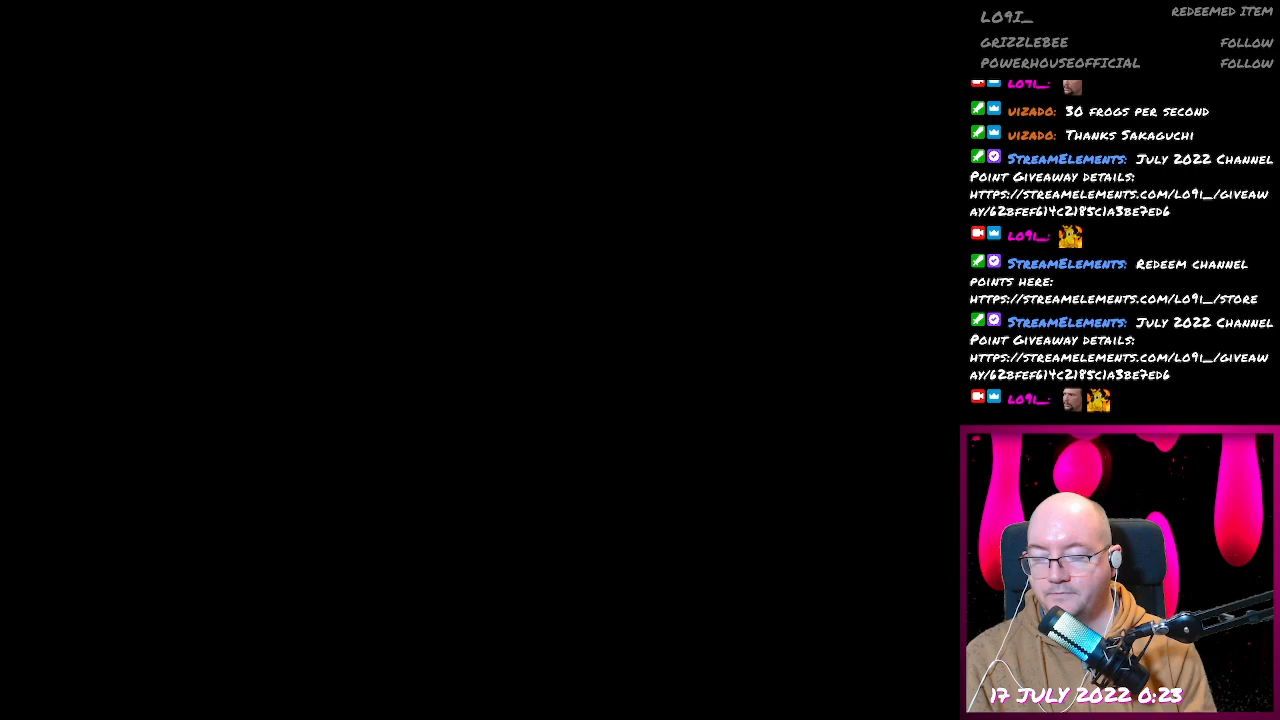 LO9I_ REDEEMED ITEM
GRIZZLEBEE FOLLOW
POWERHOUSEOFFICIAL FOLLOW
LO9I_:
UIZADO: 30 FROGS PER SECOND
UIZADO: THANKS SAKAGUCHI
STREAMELEMENTS: JULY 2022 CHANNEL
POINT GIVEAWAY DETAILS:
HTTPS://STREAMELEMENTS.COM/LO9I_/GIVEAW
AY/62BFEF614C2185C1A3BE7ED6
LO9I_:
STREAMELEMENTS: REDEEM CHANNEL
POINTS HERE:
HTTPS://STREAMELEMENTS.COM/LO9I_/STORE
STREAMELEMENTS: JULY 2022 CHANNEL
POINT GIVEAWAY DETAILS:
HTTPS://STREAMELEMENTS.COM/LO9I_/GIVEAW
AY/62BFEF614C2185C1A3BE7ED6
LO9I_:
17 JULY 2022 0:23